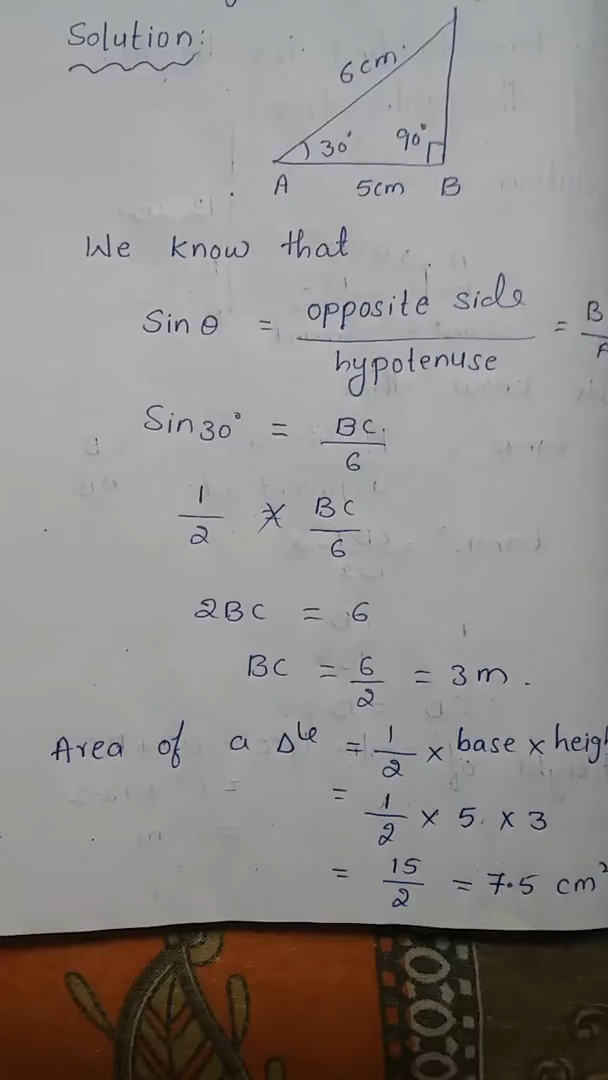 Solution:
6cm
30°
90°
A
5cm
B
We know that
Sin θ = opposite side / hypotenuse = B
Sin 30° = BC / 6
1/2 × BC/6
2BC = 6
BC = 6/2 = 3m.
Area of a Δle = 1/2 × base × heigh
= 1/2 × 5 × 3
= 15/2 = 7.5 cm²